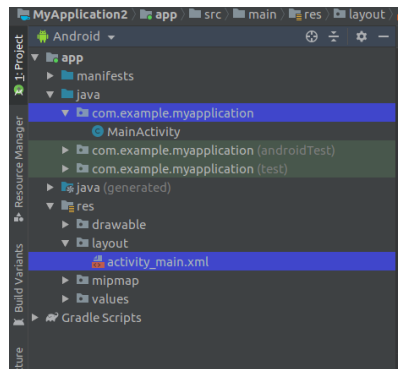 MyApplication2 app src main res layout
Android
1: Project
app
manifests
java
com.example.myapplication
MainActivity
com.example.myapplication (androidTest)
com.example.myapplication (test)
java (generated)
res
drawable
layout
activity_main.xml
mipmap
values
Gradle Scripts
Resource Manager
Build Variants